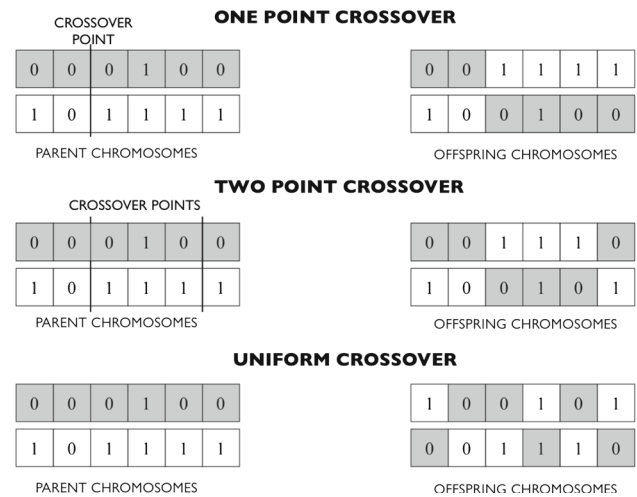 ONE POINT CROSSOVER
CROSSOVER
POINT
0 0 0 1 0 0
0 0 1 1 1 1
1 0 1 1 1 1
1 0 0 1 0 0
PARENT CHROMOSOMES
OFFSPRING CHROMOSOMES
TWO POINT CROSSOVER
CROSSOVER POINTS
0 0 0 1 0 0
0 0 1 1 1 0
1 0 1 1 1 1
1 0 0 1 0 1
PARENT CHROMOSOMES
OFFSPRING CHROMOSOMES
UNIFORM CROSSOVER
0 0 0 1 0 0
1 0 0 1 0 1
1 0 1 1 1 1
0 0 1 1 1 0
PARENT CHROMOSOMES
OFFSPRING CHROMOSOMES